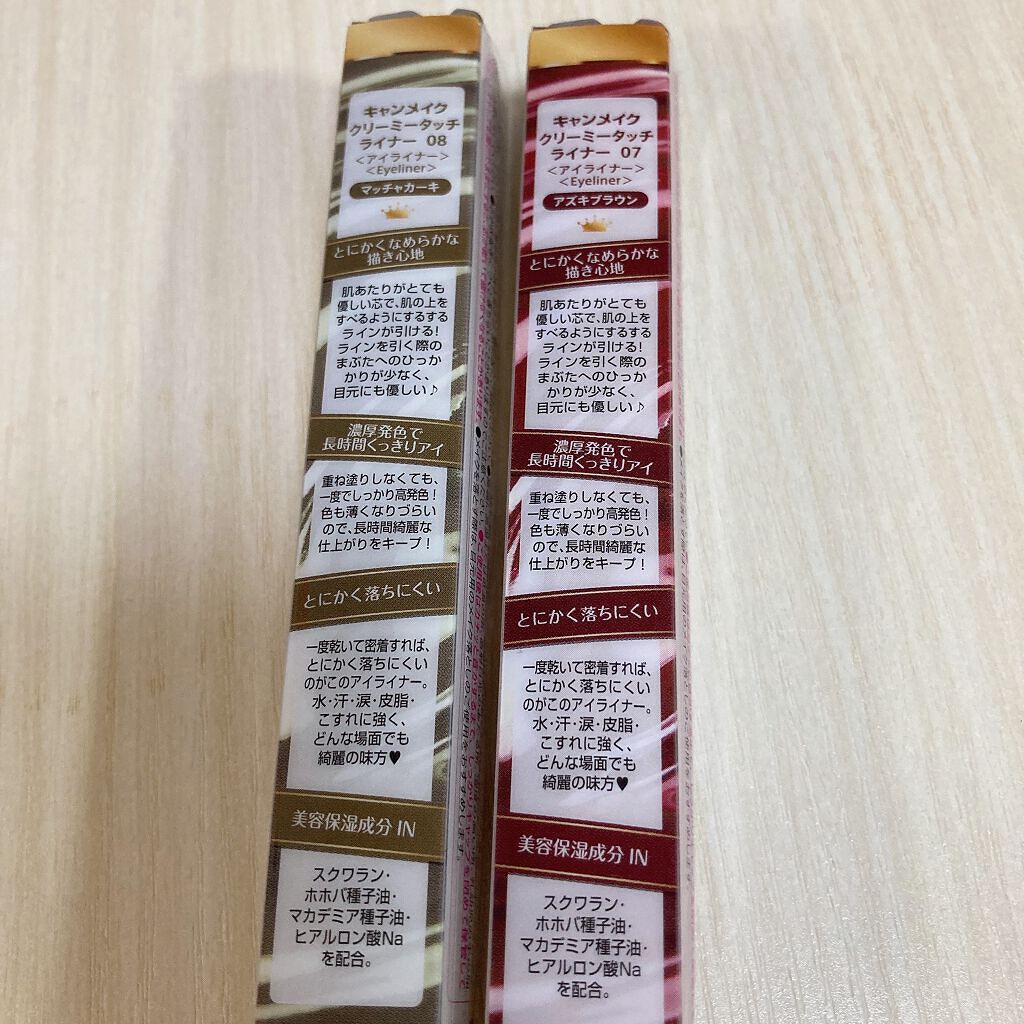 キャンメイク
クリーミータッチ
ライナー 08
<アイライナー>
<Eyeliner>
マッチャカーキ
とにかくなめらかな
描き心地
肌あたりがとても
優しい芯で、肌の上を
すべるようにするする
ラインが引ける!
ラインを引く際の
まぶたへのひっか
かりが少なく、
目元にも優しい♪
濃厚発色で
長時間くっきりアイ
重ね塗りしなくても、
一度でしっかり高発色!
色も薄くなりづらい
ので、長時間綺麗な
仕上がりをキープ!
とにかく落ちにくい
一度乾いて密着すれば、
とにかく落ちにくい
のがこのアイライナー。
水・汗・涙・皮脂・
こすれに強く、
どんな場面でも
綺麗の味方♥
美容保湿成分 IN
スクワラン・
ホホバ種子油・
マカデミア種子油・
ヒアルロン酸Na
を配合。
キャンメイク
クリーミータッチ
ライナー 07
<アイライナー>
<Eyeliner>
アズキブラウン
とにかくなめらかな
描き心地
肌あたりがとても
優しい芯で、肌の上を
すべるようにするする
ラインが引ける!
ラインを引く際の
まぶたへのひっか
かりが少なく、
目元にも優しい♪
濃厚発色で
長時間くっきりアイ
重ね塗りしなくても、
一度でしっかり高発色!
色も薄くなりづらい
ので、長時間綺麗な
仕上がりをキープ!
とにかく落ちにくい
一度乾いて密着すれば、
とにかく落ちにくい
のがこのアイライナー。
水・汗・涙・皮脂・
こすれに強く、
どんな場面でも
綺麗の味方♥
美容保湿成分 IN
スクワラン・
ホホバ種子油・
マカデミア種子油・
ヒアルロン酸Na
を配合。